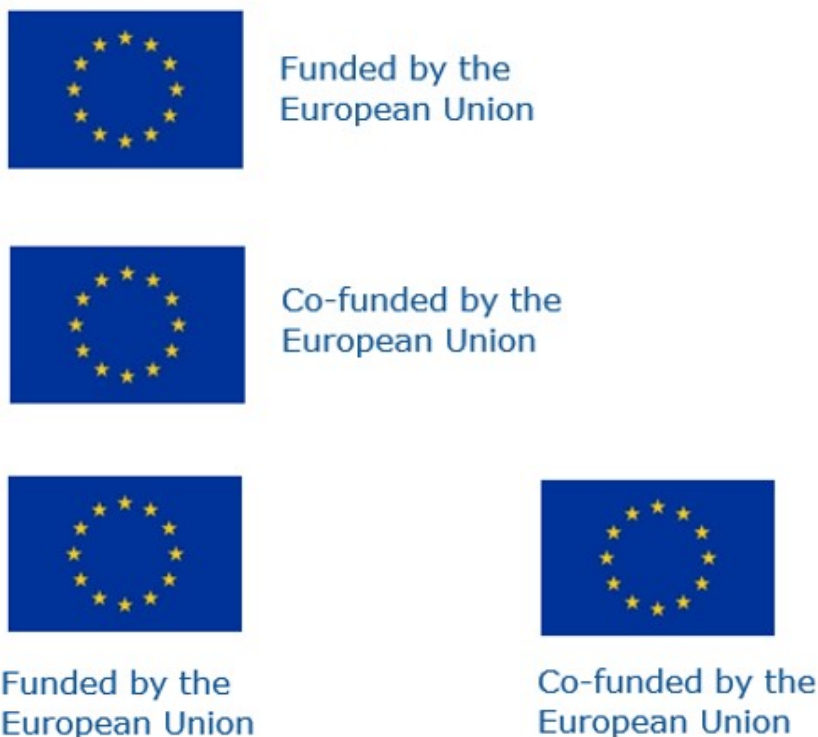 Funded by the
European Union
Co-funded by the
European Union
Funded by the
European Union
Co-funded by the
European Union